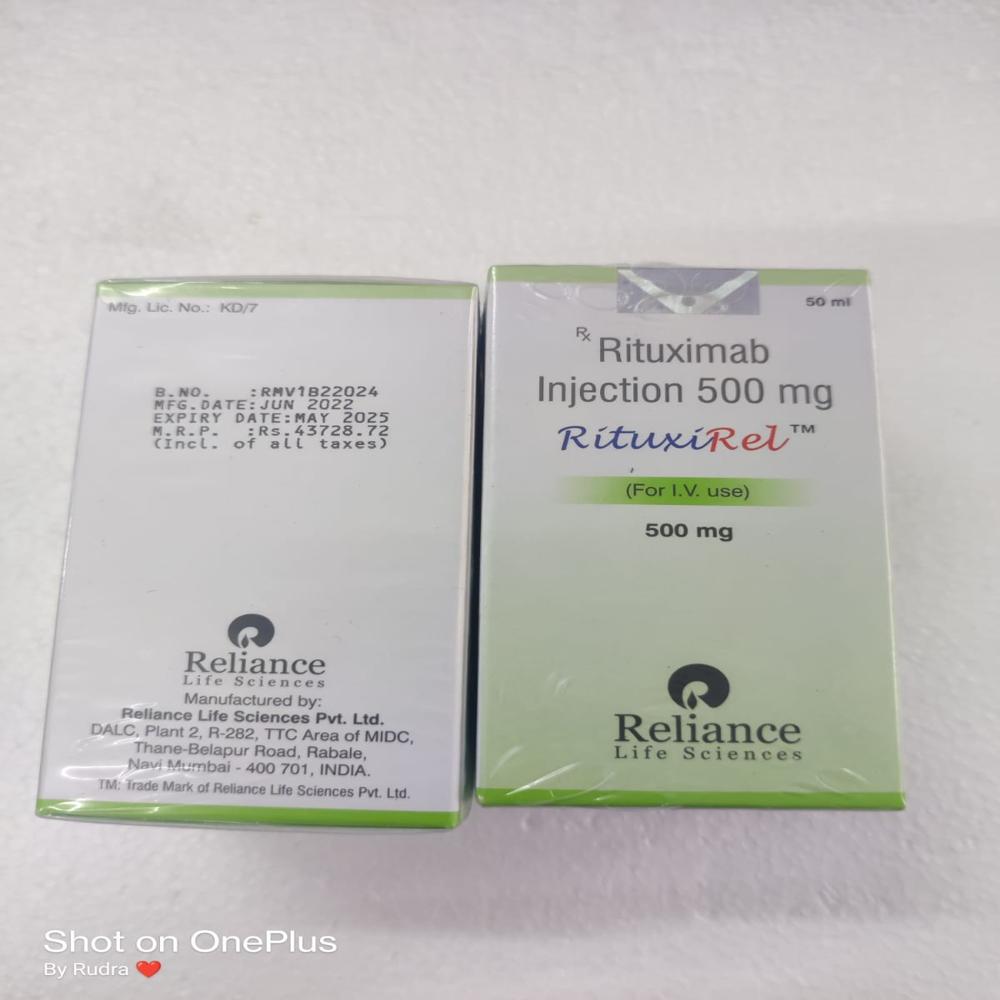 Mfg. Lic. No.: KD/7
B.NO. :RMV1B22024
MFG.DATE:JUN 2022
EXPIRY DATE:MAY 2025
M.R.P. :Rs.43728.72
(Incl. of all taxes)
Reliance
Life Sciences
Manufactured by:
Reliance Life Sciences Pvt. Ltd.
DALC, Plant 2, R-282, TTC Area of MIDC,
Thane-Belapur Road, Rabale,
Navi Mumbai - 400 701, INDIA.
TM: Trade Mark of Reliance Life Sciences Pvt. Ltd.
50 ml
Rx Rituximab
Injection 500 mg
RituxiRel™
(For I.V. use)
500 mg
Reliance
Life Sciences
Shot on OnePlus
By Rudra ❤️